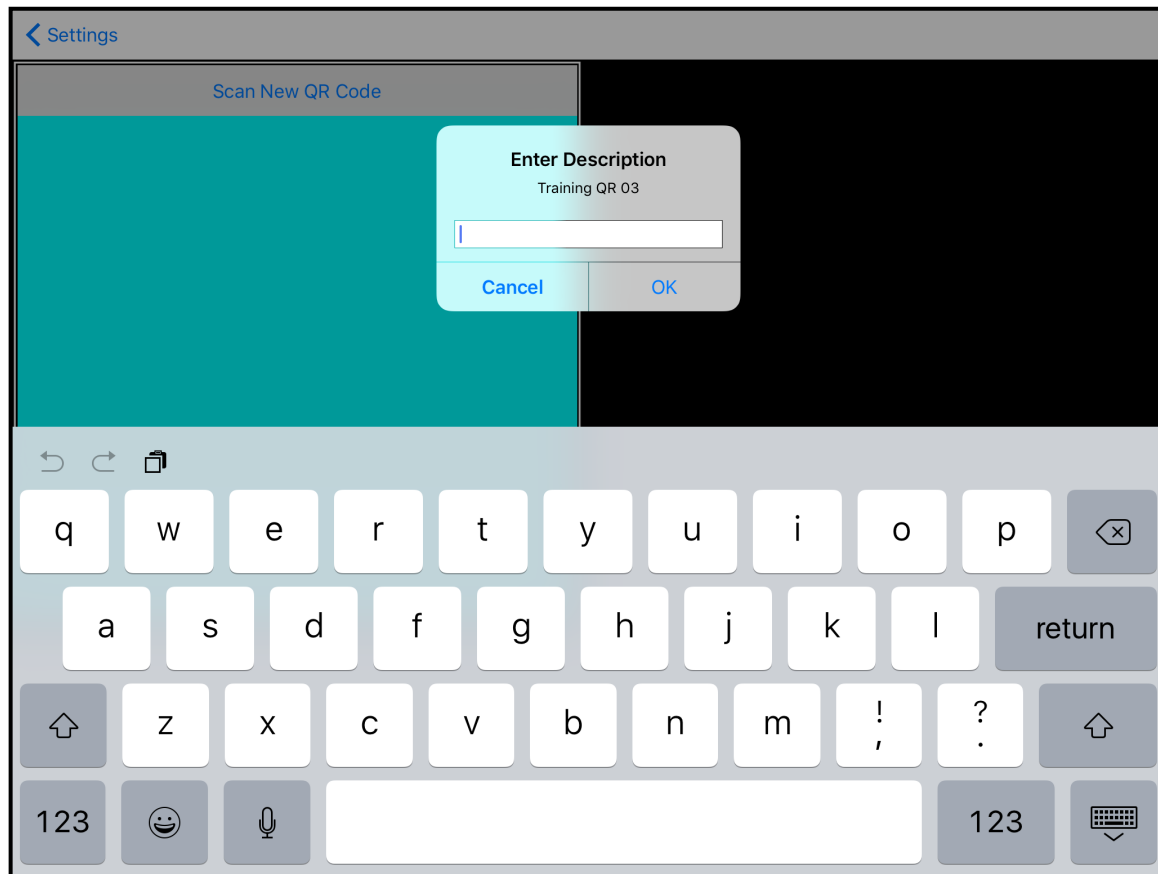 Settings
Scan New QR Code
Enter Description
Training QR 03
Cancel OK
q w e r t y u i o p
a s d f g h j k l return
z x c v b n m ! , ? .
123 123